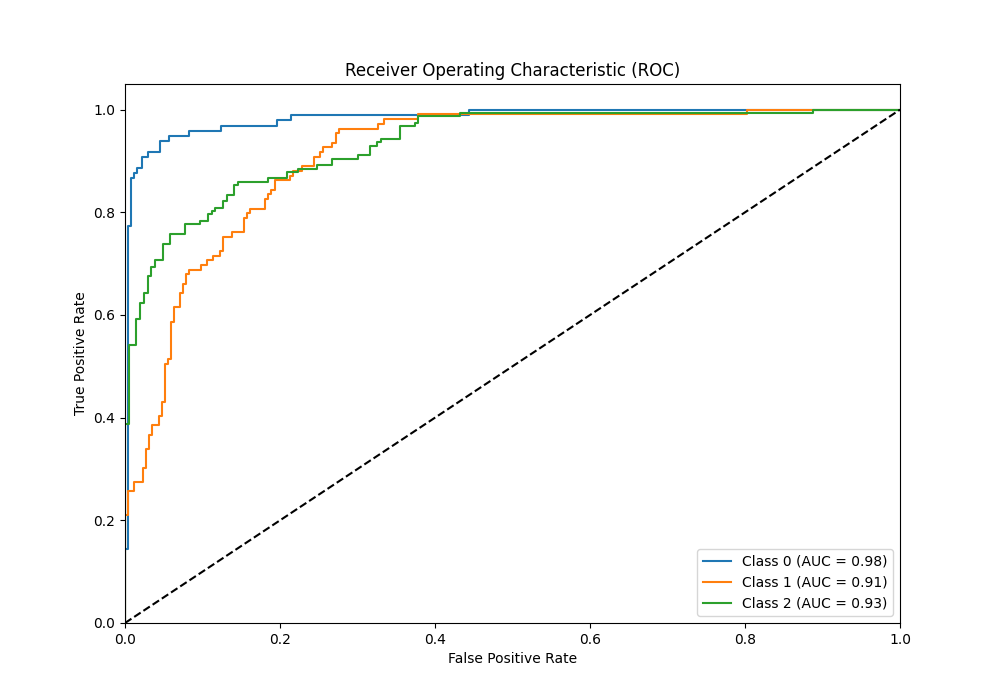 Receiver Operating Characteristic (ROC)
1.0
0.8
0.6
0.4
0.2
0.0
True Positive Rate
0.0 0.2 0.4 0.6 0.8 1.0
False Positive Rate
Class 0 (AUC = 0.98)
Class 1 (AUC = 0.91)
Class 2 (AUC = 0.93)